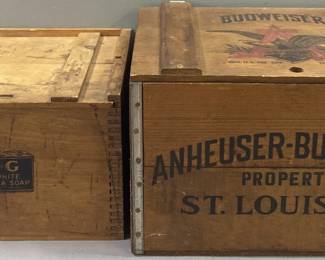 BUDWEISER
G
WHITE
SOAP
ANHEUSER-BU
PROPERT
ST. LOUIS